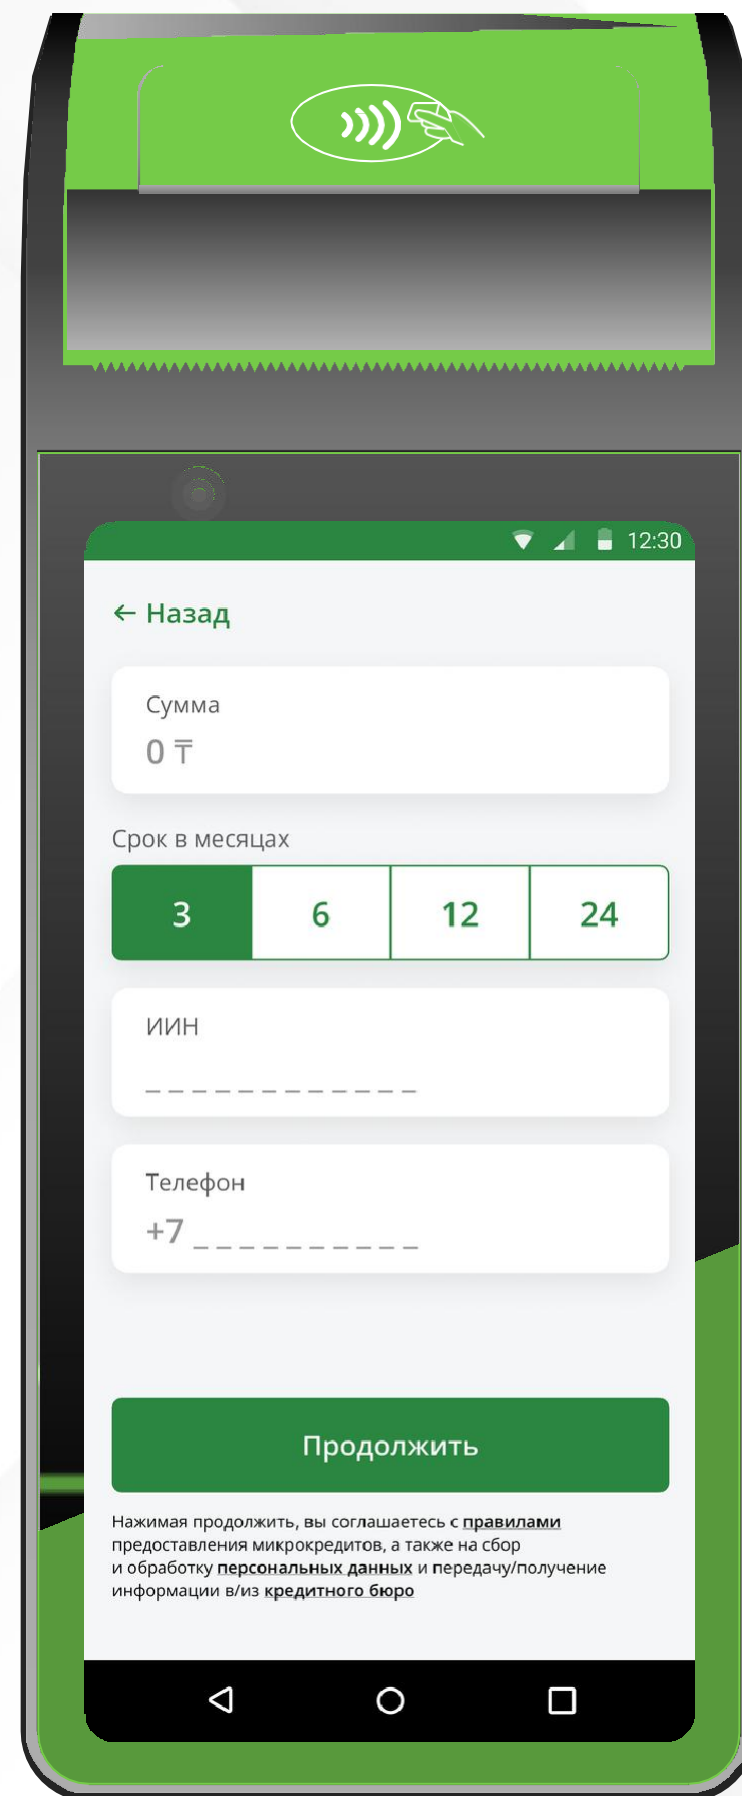 12:30
← Назад
Сумма
0 ₸
Срок в месяцах
3 6 12 24
ИИН
_ _ _ _ _ _ _ _ _ _ _ _
Телефон
+7 _ _ _ _ _ _ _ _ _ _
Продолжить
Нажимая продолжить, вы соглашаетесь с правилами
предоставления микрокредитов, а также на сбор
и обработку персональных данных и передачу/получение
информации в/из кредитного бюро